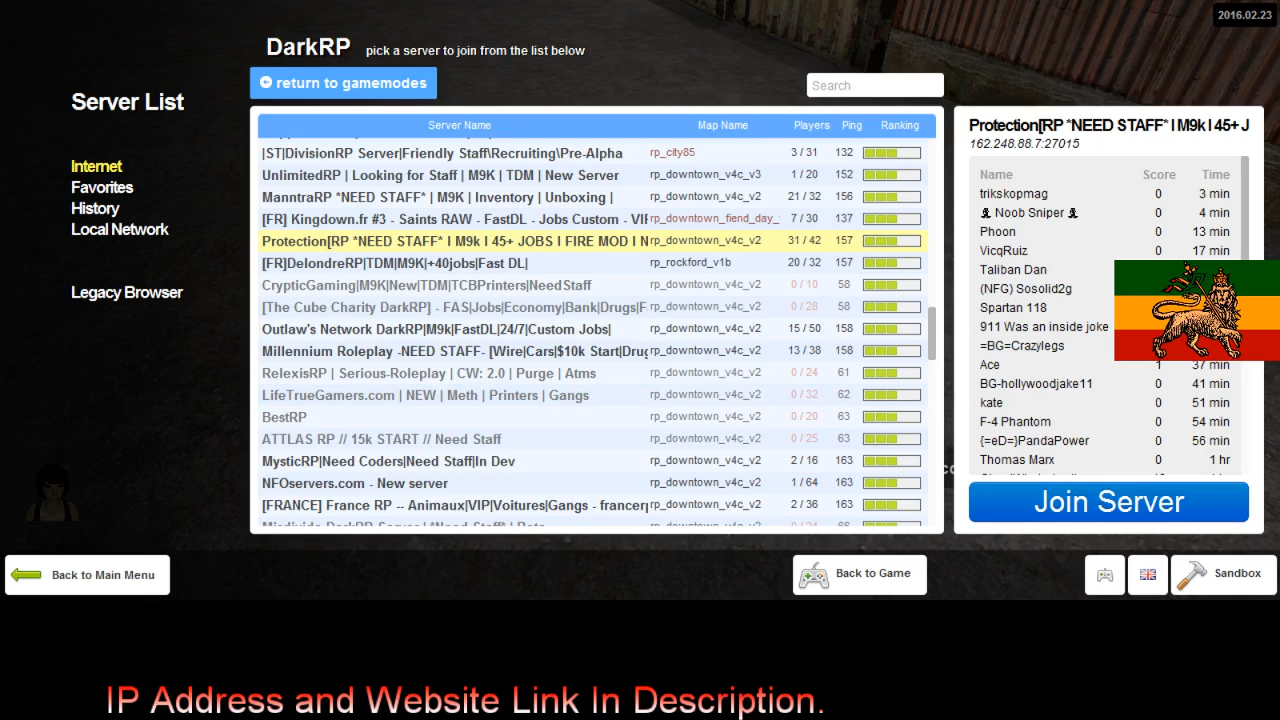 2016.02.23
DarkRP pick a server to join from the list below
return to gamemodes
Search
Server List
Internet
Favorites
History
Local Network
Legacy Browser
Server Name Map Name Players Ping Ranking
|ST|DivisionRP Server|Friendly Staff\Recruiting\Pre-Alpha rp_city85 3 / 31 132
UnlimitedRP | Looking for Staff | M9K | TDM | New Server rp_downtown_v4c_v3 1 / 20 152
ManntraRP *NEED STAFF* | M9K | Inventory | Unboxing | rp_downtown_v4c_v2 21 / 32 156
[FR] Kingdown.fr #3 - Saints RAW - FastDL - Jobs Custom - VIP rp_downtown_fiend_day_ 7 / 30 137
Protection[RP *NEED STAFF* I M9k I 45+ JOBS I FIRE MOD I N rp_downtown_v4c_v2 31 / 42 157
[FR]DelondreRP|TDM|M9K|+40jobs|Fast DL| rp_rockford_v1b 20 / 32 157
CrypticGaming|M9K|New|TDM|TCBPrinters|NeedStaff rp_downtown_v4c_v2 0 / 10 58
[The Cube Charity DarkRP] - FAS|Jobs|Economy|Bank|Drugs|F rp_downtown_v4c_v2 0 / 28 58
Outlaw's Network DarkRP|M9k|FastDL|24/7|Custom Jobs| rp_downtown_v4c_v2 15 / 50 158
Millennium Roleplay -NEED STAFF- [Wire|Cars|$10k Start|Drug rp_downtown_v4c_v2 13 / 38 158
RelexisRP | Serious-Roleplay | CW: 2.0 | Purge | Atms rp_downtown_v4c_v2 0 / 24 61
LifeTrueGamers.com | NEW | Meth | Printers | Gangs rp_downtown_v4c_v2 0 / 32 62
BestRP rp_downtown_v4c_v2 0 / 20 63
ATTLAS RP // 15k START // Need Staff rp_downtown_v4c_v2 0 / 25 63
MysticRP|Need Coders|Need Staff|In Dev rp_downtown_v4c_v2 2 / 16 163
NFOservers.com - New server rp_downtown_v4c_v2 1 / 64 163
[FRANCE] France RP -- Animaux|VIP|Voitures|Gangs - francerp rp_downtown_v4c_v2 2 / 36 163
Protection[RP *NEED STAFF* I M9k I 45+ J
162.248.88.7:27015
Name Score Time
trikskopmag 0 3 min
Noob Sniper 0 4 min
Phoon 0 13 min
VicqRuiz 0 17 min
Taliban Dan 0
(NFG) Sosolid2g 0
Spartan 118 0
911 Was an inside joke
=BG=Crazylegs 0
Ace 1 37 min
BG-hollywoodjake11 0 41 min
kate 0 51 min
F-4 Phantom 0 54 min
{=eD=}PandaPower 0 56 min
Thomas Marx 0 1 hr
Join Server
Back to Main Menu
Back to Game
Sandbox
IP Address and Website Link In Description.